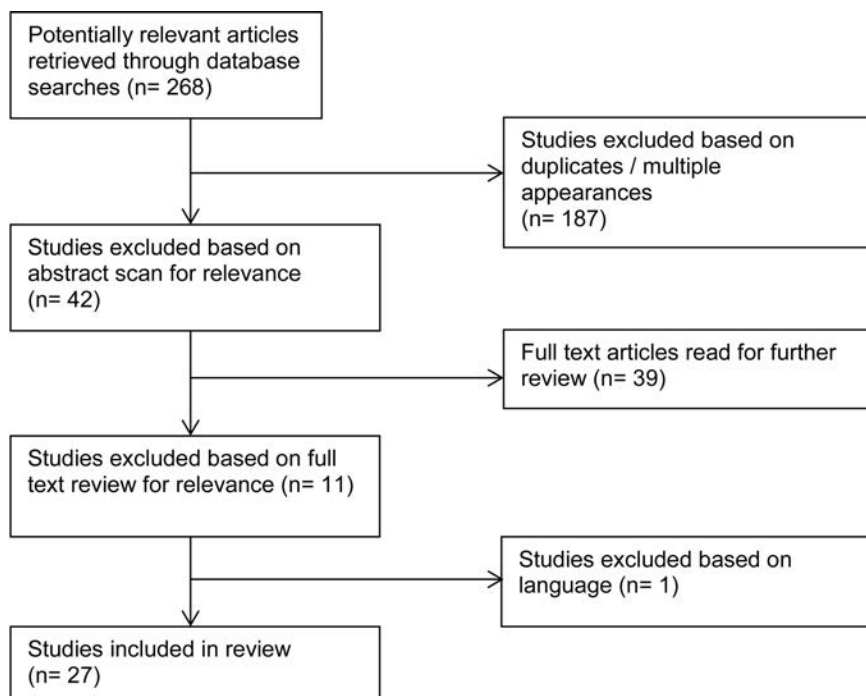 Potentially relevant articles
retrieved through database
searches (n= 268)
Studies excluded based on
duplicates / multiple
appearances
(n= 187)
Studies excluded based on
abstract scan for relevance
(n= 42)
Full text articles read for further
review (n= 39)
Studies excluded based on full
text review for relevance (n= 11)
Studies excluded based on
language (n= 1)
Studies included in review
(n= 27)